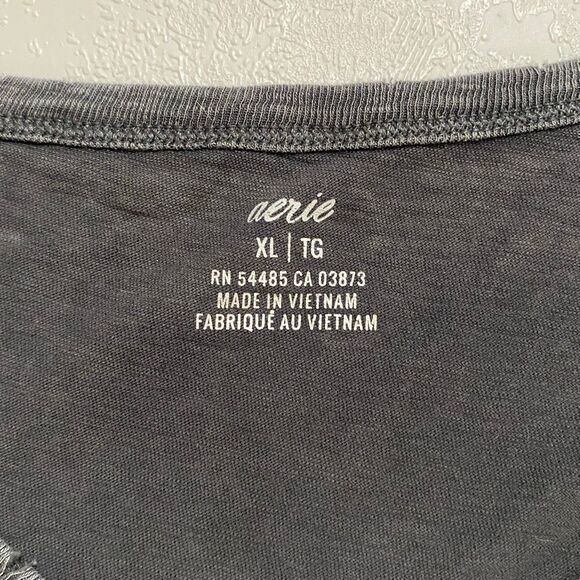 aerie
XL | TG
RN 54485 CA 03873
MADE IN VIETNAM
FABRIQUÉ AU VIETNAM